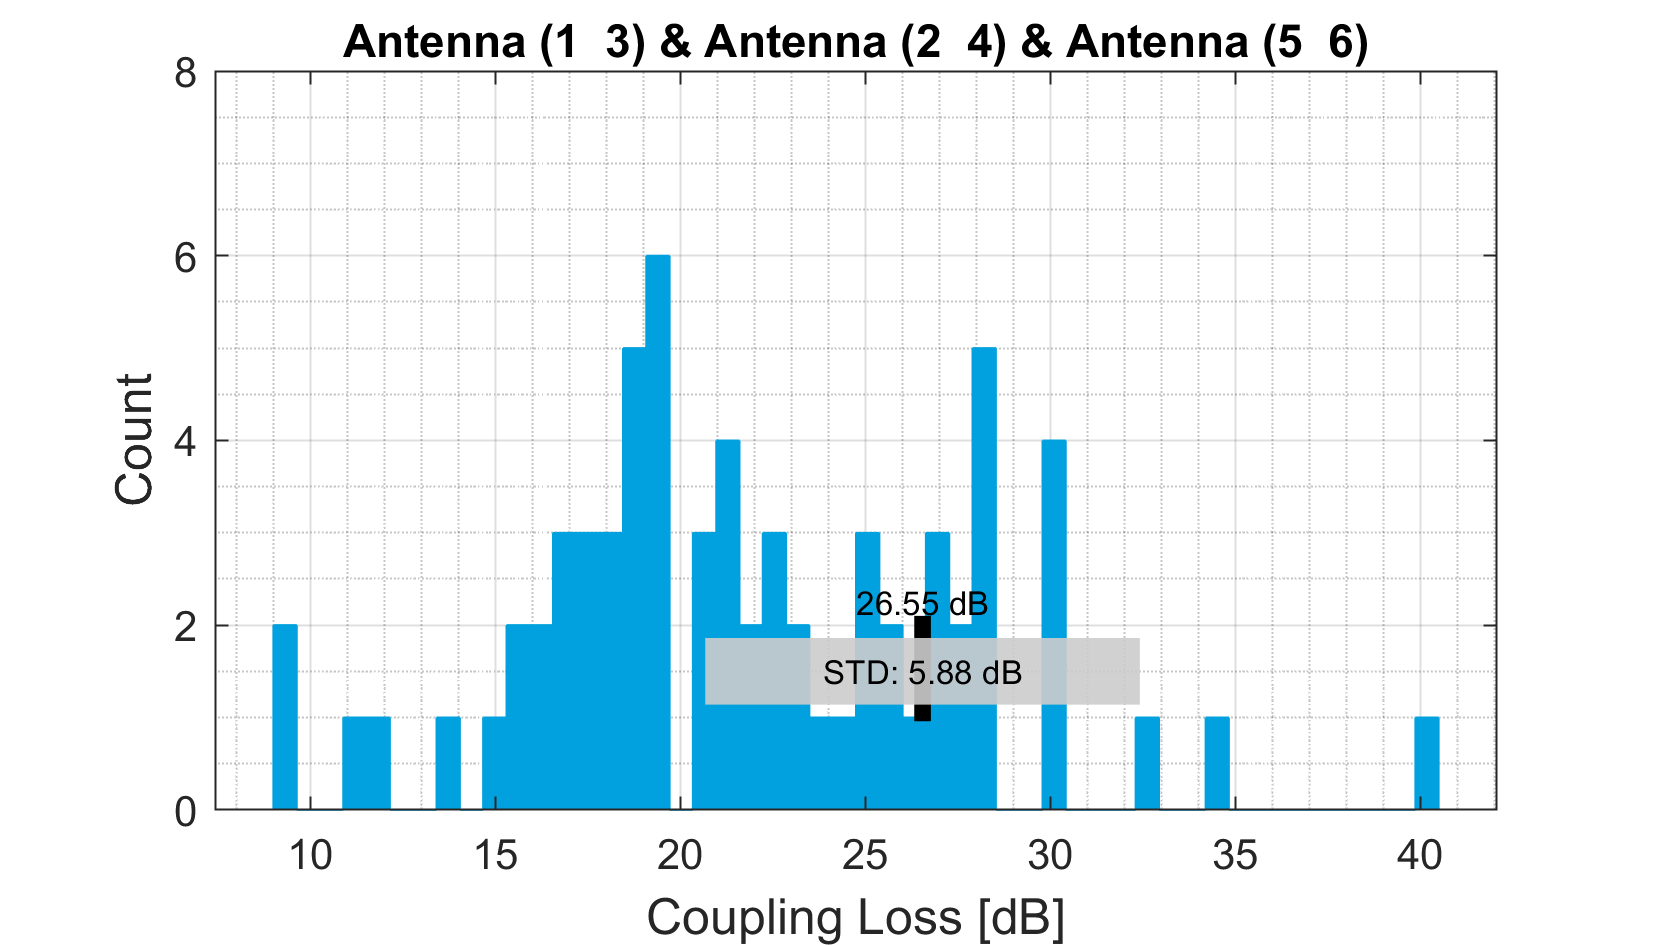 Antenna (1  3) & Antenna (2  4) & Antenna (5  6)
8
6
4
2
0
Count
26.55 dB
STD: 5.88 dB
10 15 20 25 30 35 40
Coupling Loss [dB]